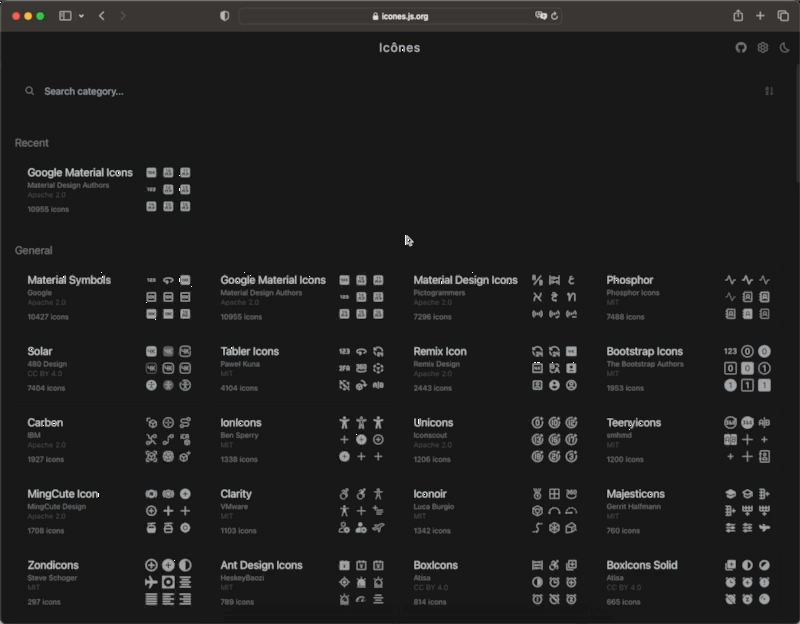 icones.js.org
Icônes
Search category...
Recent
Google Material Icons
Material Design Authors
Apache 2.0
10955 icons
General
Material Symbols
Google
Apache 2.0
10427 icons
Google Material Icons
Material Design Authors
Apache 2.0
10955 icons
Material Design Icons
Pictogrammers
Apache 2.0
7296 icons
Phosphor
Phosphor Icons
MIT
7488 icons
Solar
480 Design
CC BY 4.0
7404 icons
Tabler Icons
Paweł Kuna
MIT
4104 icons
Remix Icon
Remix Design
Apache 2.0
2443 icons
Bootstrap Icons
The Bootstrap Authors
MIT
1953 icons
Carbon
IBM
Apache 2.0
1927 icons
IonIcons
Ben Sperry
MIT
1338 icons
Unicons
Iconscout
Apache 2.0
1206 icons
Teenyicons
smhmd
MIT
1200 icons
MingCute Icon
MingCute Design
Apache 2.0
1708 icons
Clarity
VMware
MIT
1103 icons
Iconoir
Luca Burgio
MIT
1342 icons
Majesticons
Gerrit Halfmann
MIT
760 icons
Zondicons
Steve Schoger
MIT
297 icons
Ant Design Icons
HeskeyBaozi
MIT
789 icons
BoxIcons
Atisa
CC BY 4.0
814 icons
BoxIcons Solid
Atisa
CC BY 4.0
665 icons